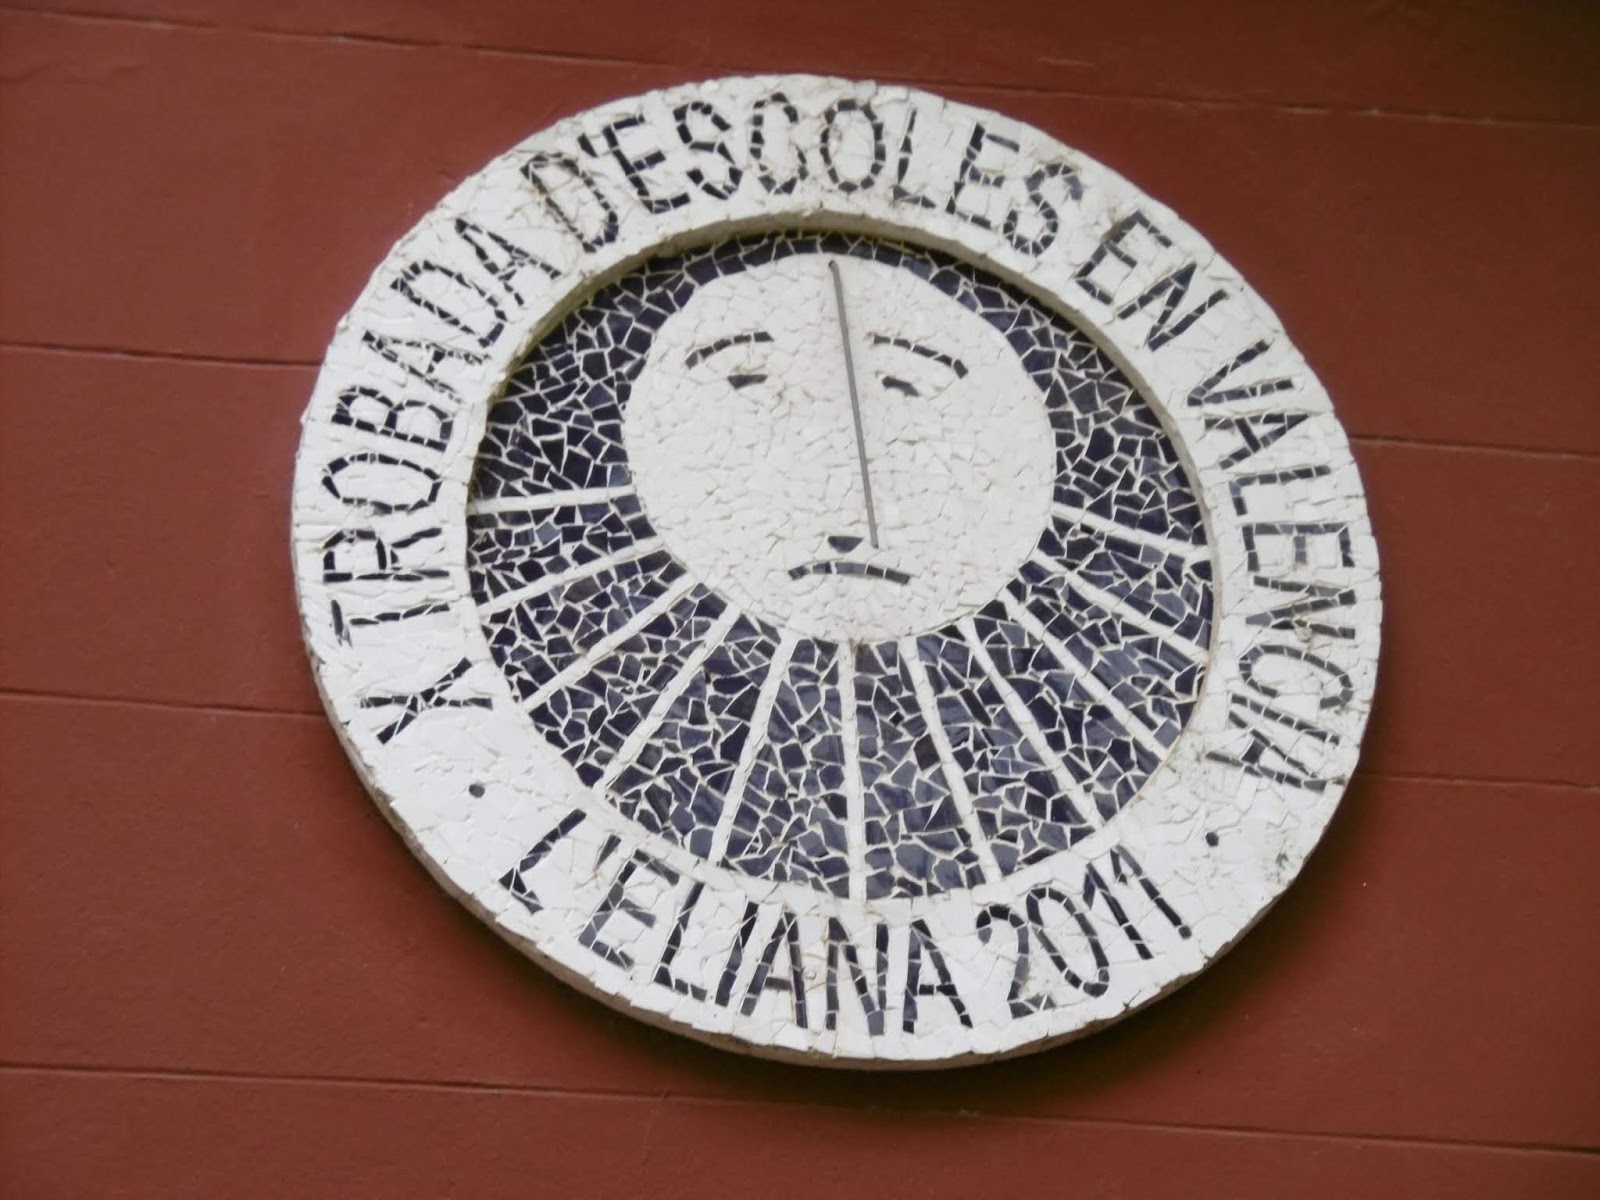 X TROBADA D'ESCOLES EN VALENCIÀ
L'ELIANA 2011